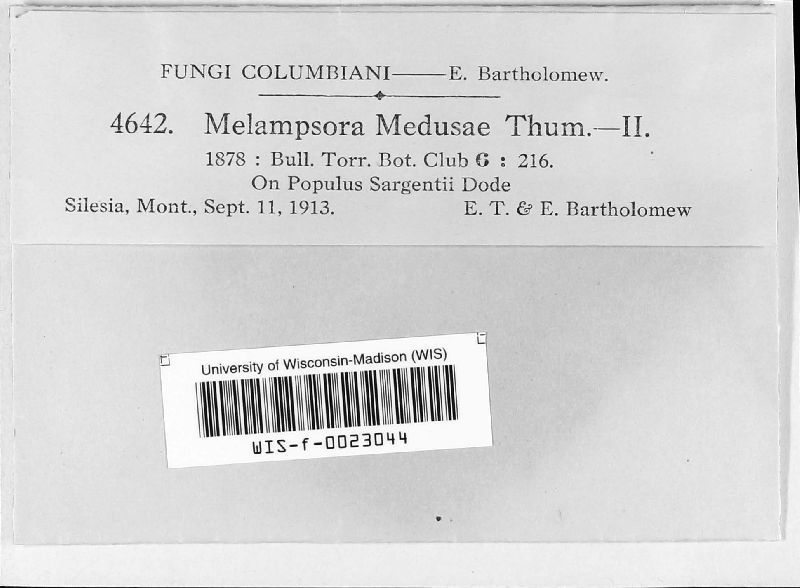 FUNGI COLUMBIANI——E. Bartholomew.
4642. Melampsora Medusae Thum.—II.
1878 : Bull. Torr. Bot. Club 6 : 216.
On Populus Sargentii Dode
Silesia, Mont., Sept. 11, 1913. E. T. & E. Bartholomew
University of Wisconsin-Madison (WIS)
WIS-f-0023044